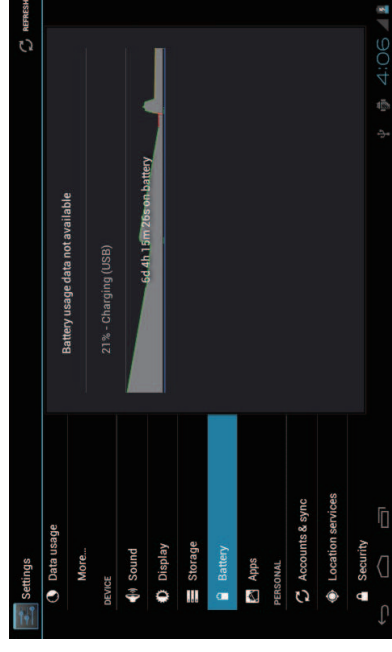 Settings
REFRESH
Data usage
More...
DEVICE
Sound
Display
Storage
Battery
Apps
PERSONAL
Accounts & sync
Location services
Security
Battery usage data not available
21% - Charging (USB)
6d 4h 15m 26s on battery
4:06